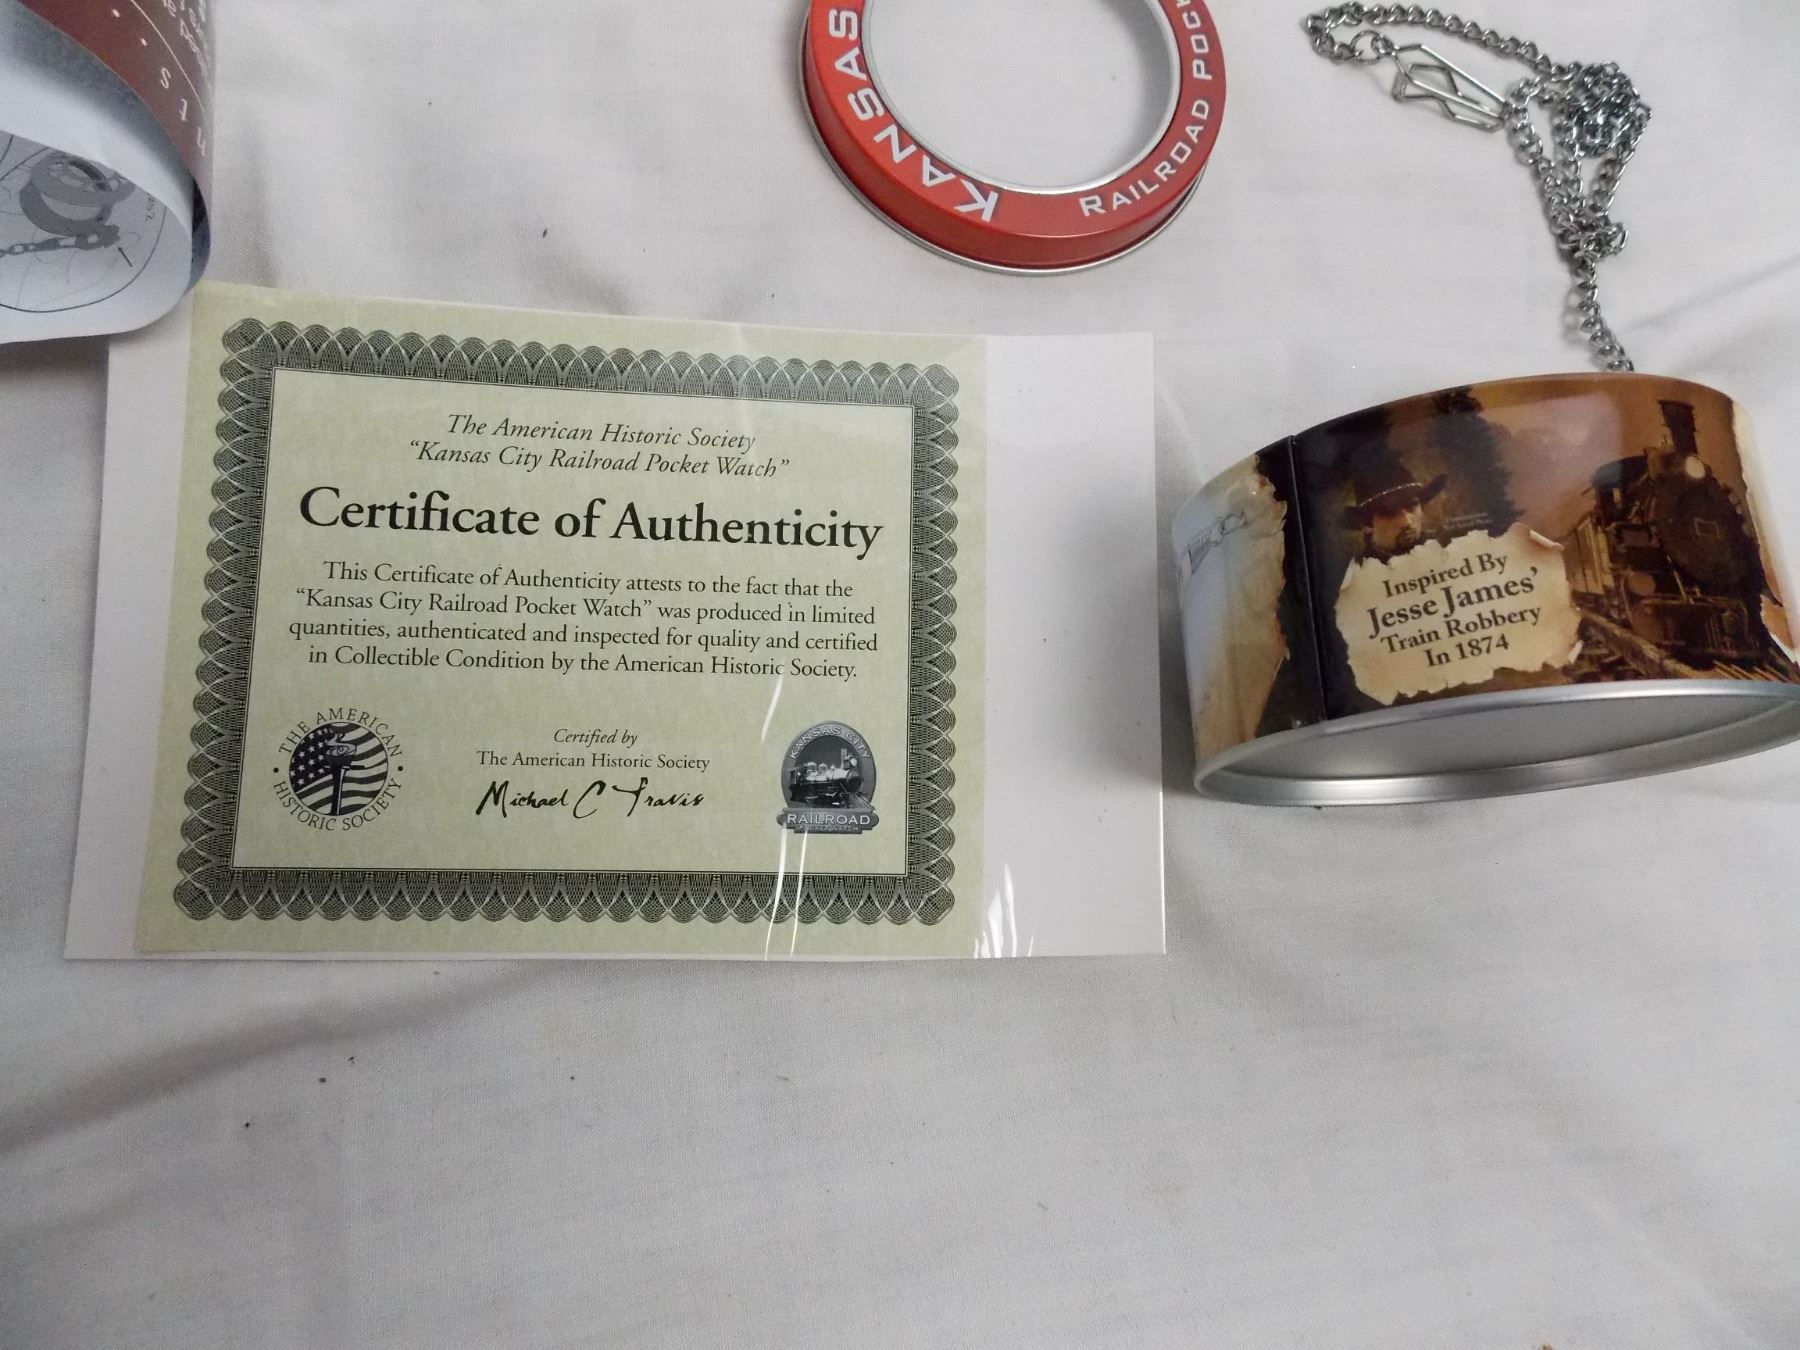 KANSAS
RAILROAD POCK
The American Historic Society
“Kansas City Railroad Pocket Watch”
Certificate of Authenticity
This Certificate of Authenticity attests to the fact that the
“Kansas City Railroad Pocket Watch” was produced in limited
quantities, authenticated and inspected for quality and certified
in Collectible Condition by the American Historic Society.
THE AMERICAN
HISTORIC SOCIETY
Certified by
The American Historic Society
Michael C Travis
KANSAS CITY
RAILROAD
POCKET WATCH
Inspired By
Jesse James’
Train Robbery
In 1874